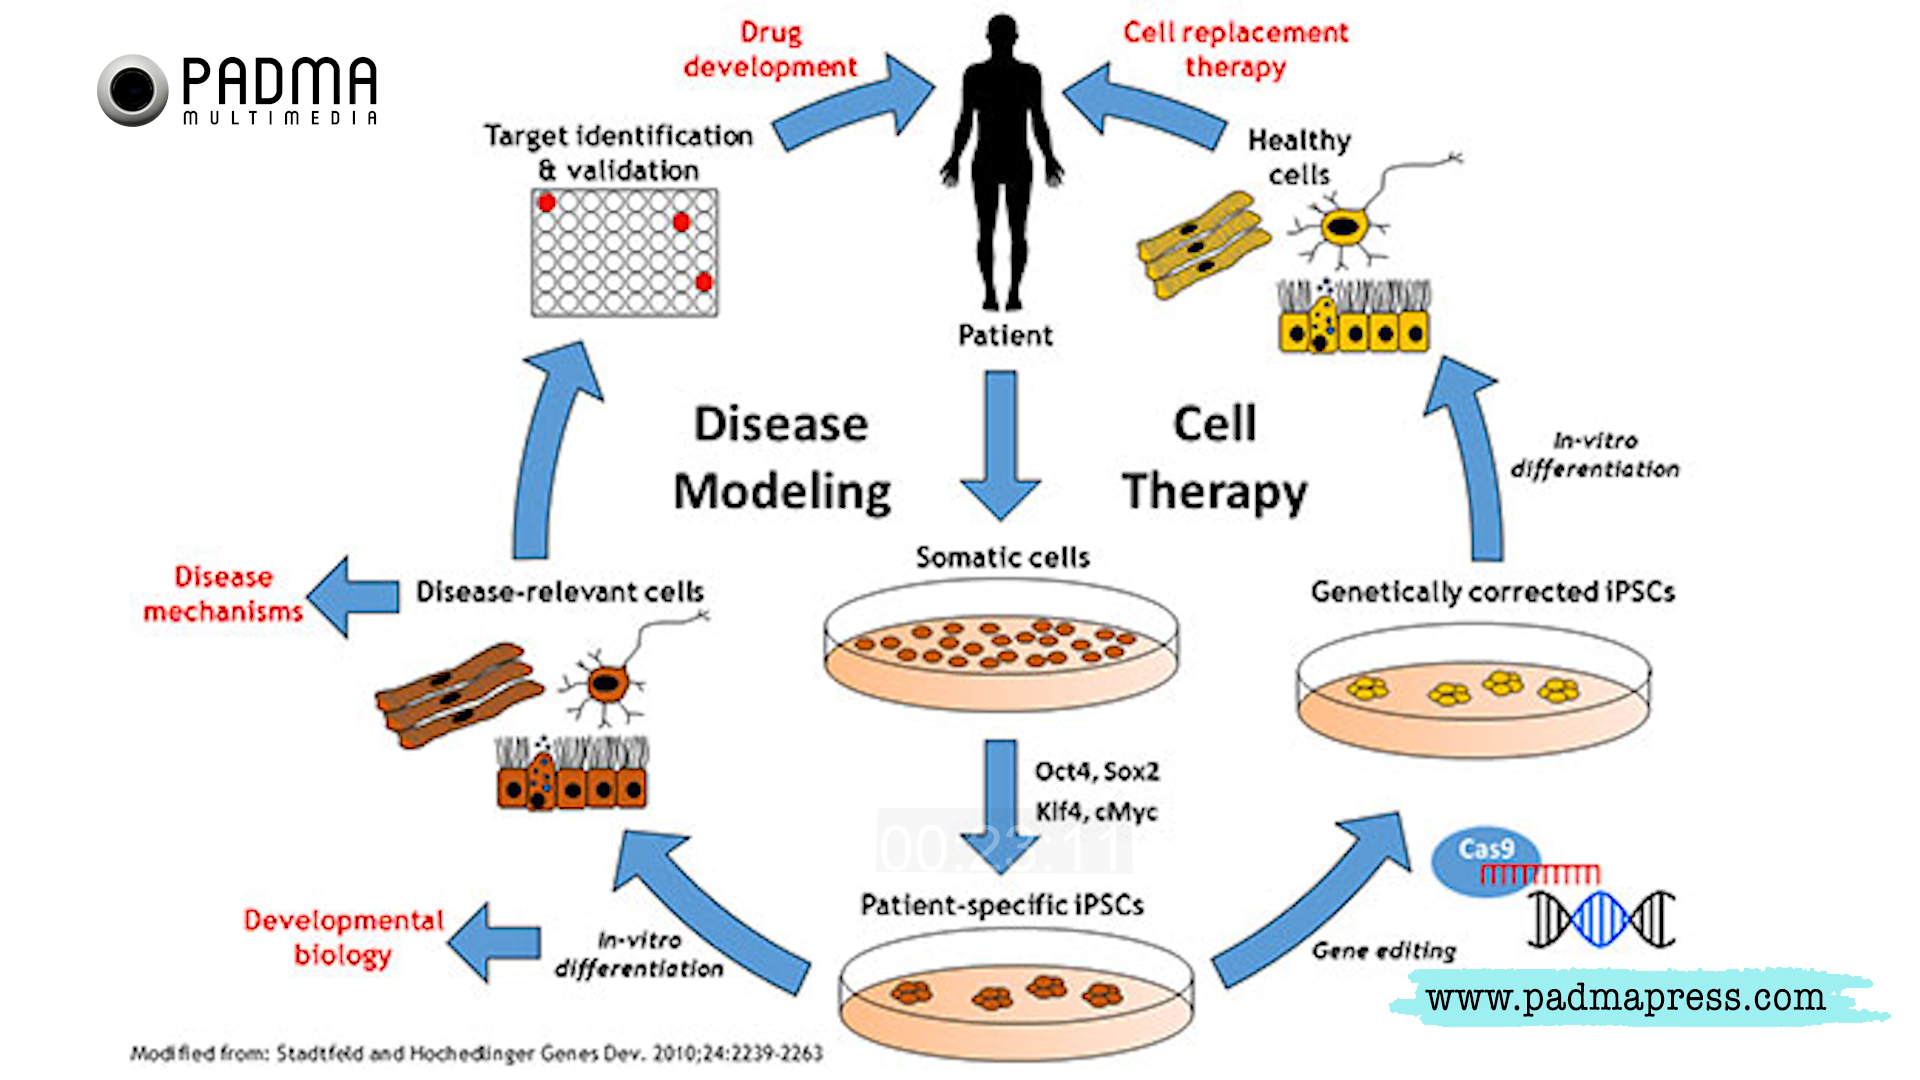 PADMA
MULTIMEDIA
Drug
development
Cell replacement
therapy
Target identification
& validation
Healthy
cells
Patient
Disease
Modeling
Cell
Therapy
In-vitro
differentiation
Somatic cells
Disease
mechanisms
Disease-relevant cells
Genetically corrected iPSCs
Oct4, Sox2
Klf4, cMyc
00:23:11
Cas9
Patient-specific iPSCs
Developmental
biology
In-vitro
differentiation
Gene editing
www.padmapress.com
Modified from: Stadtfeld and Hochedlinger Genes Dev. 2010;24:2239-2263